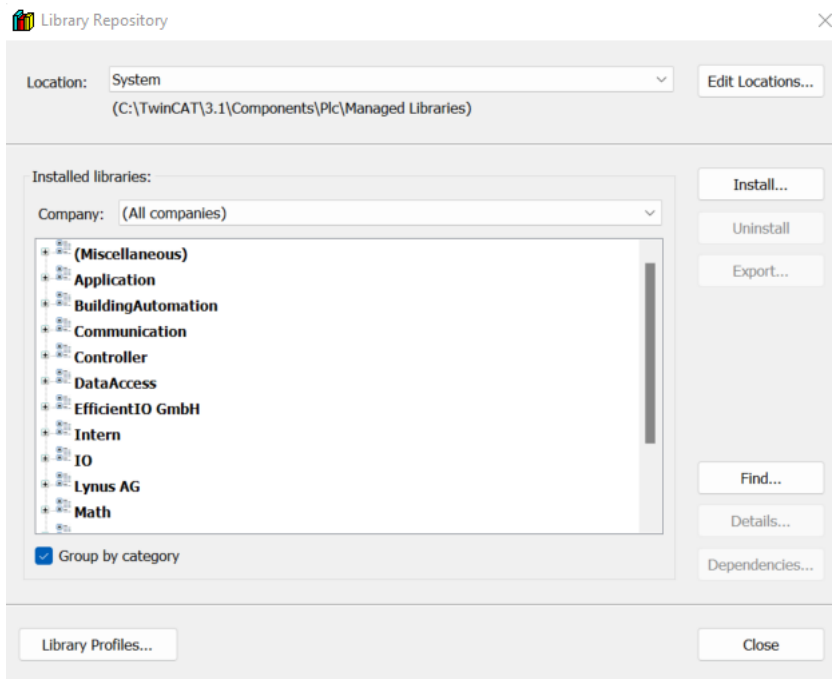 Library Repository
Location: System Edit Locations...
(C:\TwinCAT\3.1\Components\Plc\Managed Libraries)
Installed libraries:
Install...
Company: (All companies)
Uninstall
(Miscellaneous)
Export...
Application
BuildingAutomation
Communication
Controller
DataAccess
EfficientIO GmbH
Intern
IO
Find...
Lynus AG
Math
Details...
Group by category
Dependencies...
Library Profiles... Close